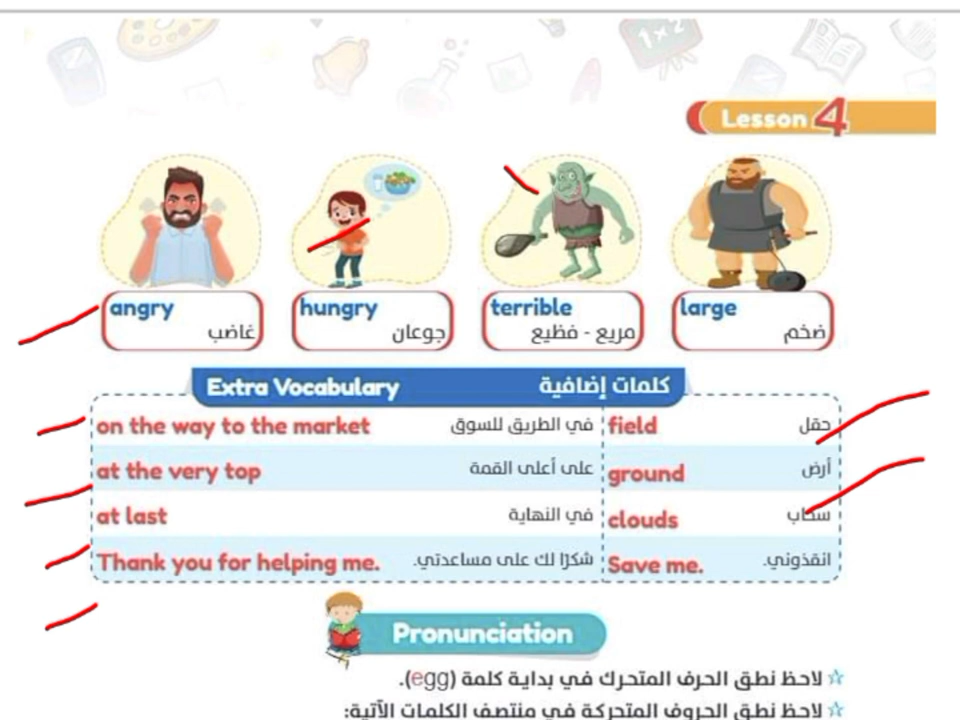 Lesson 4
angry
غاضب
hungry
جوعان
terrible
مريع - فظيع
large
ضخم
Extra Vocabulary كلمات إضافية
on the way to the market في الطريق للسوق field حقل
at the very top على أعلى القمة ground أرض
at last في النهاية clouds سحاب
Thank you for helping me. شكرًا لك على مساعدتي. Save me. انقذوني.
Pronunciation
☆ لاحظ نطق الحرف المتحرك في بداية كلمة (egg).
☆ لاحظ نطق الحروف المتحركة في منتصف الكلمات الآتية: